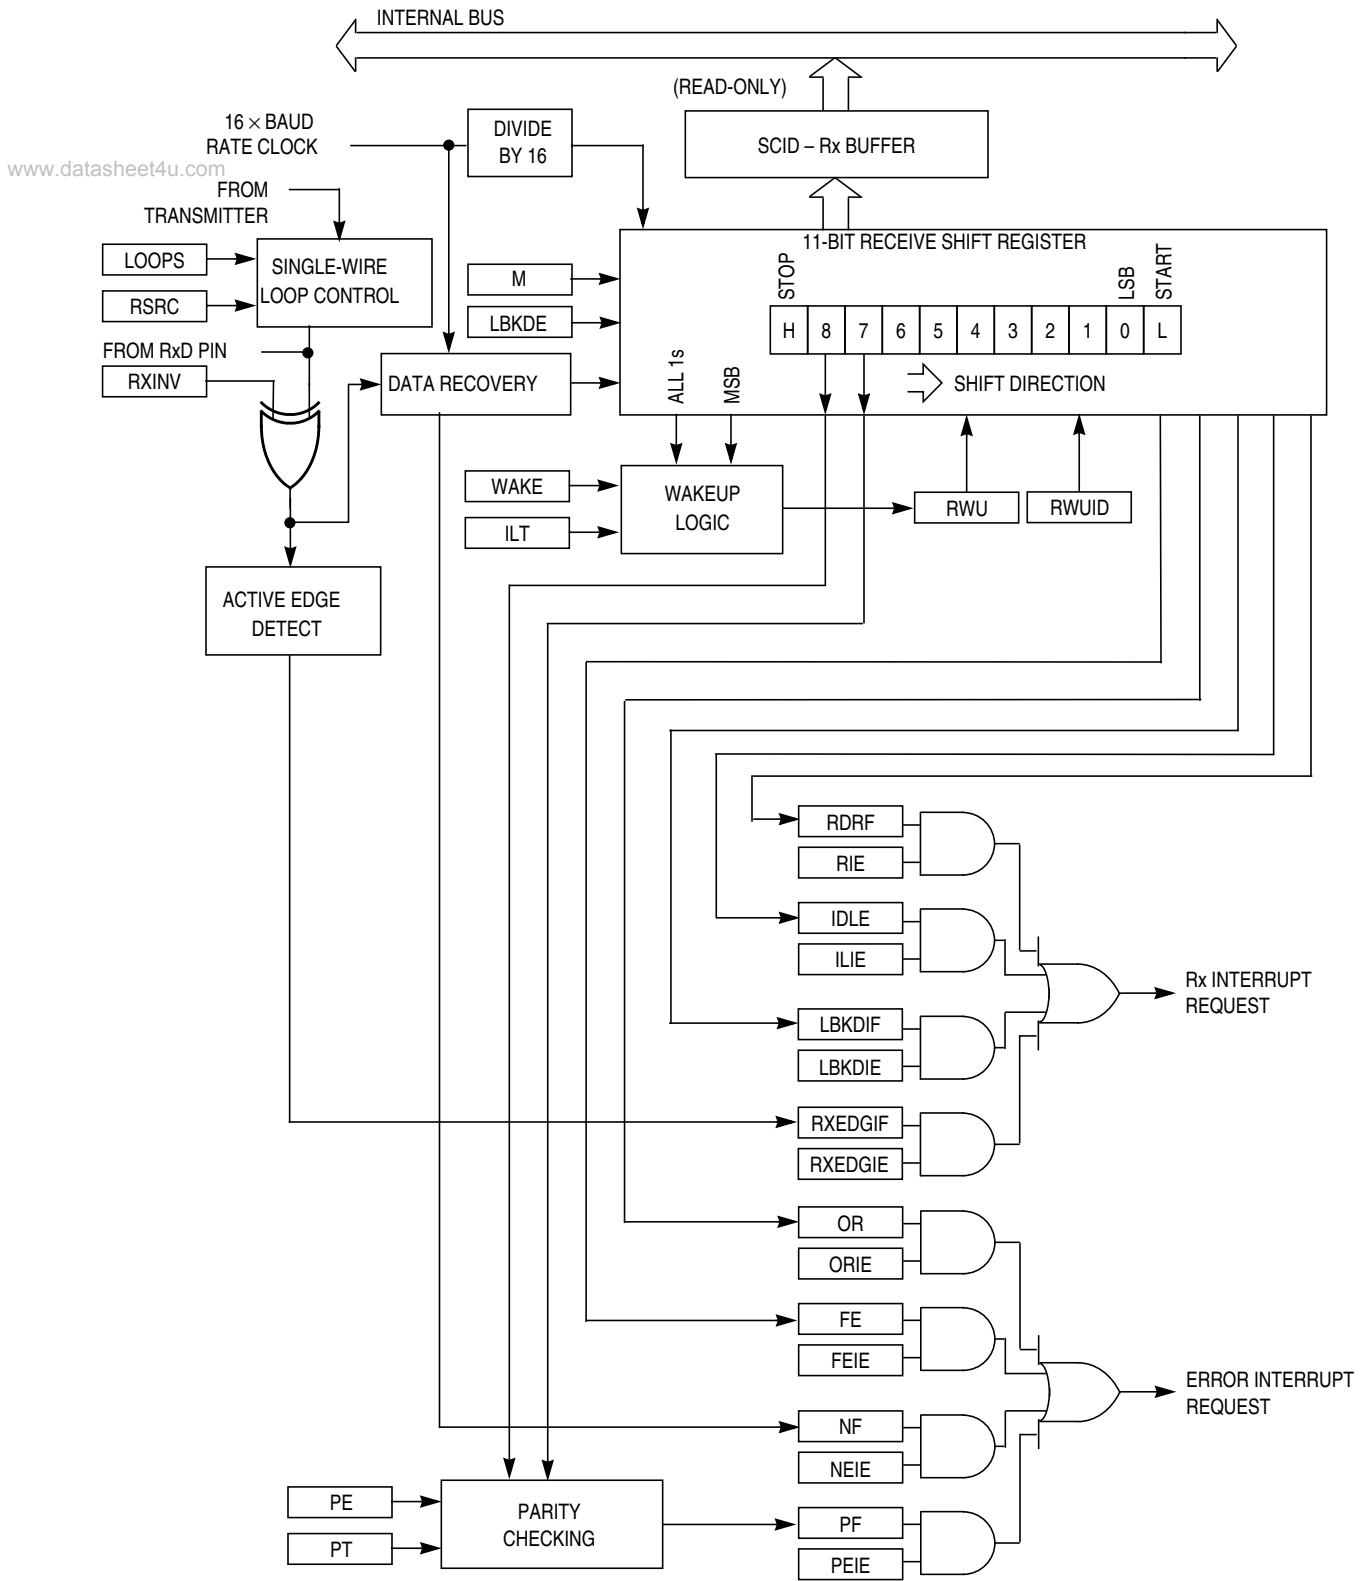 INTERNAL BUS
(READ-ONLY)
16 × BAUD
RATE CLOCK
DIVIDE
BY 16
SCID – Rx BUFFER
www.datasheet4u.com
FROM
TRANSMITTER
11-BIT RECEIVE SHIFT REGISTER
LOOPS
RSRC
SINGLE-WIRE
LOOP CONTROL
M
LBKDE
STOP
LSB
START
H 8 7 6 5 4 3 2 1 0 L
FROM RxD PIN
RXINV
DATA RECOVERY
ALL 1s
MSB
SHIFT DIRECTION
WAKE
ILT
WAKEUP
LOGIC
RWU
RWUID
ACTIVE EDGE
DETECT
RDRF
RIE
IDLE
ILIE
Rx INTERRUPT
REQUEST
LBKDIF
LBKDIE
RXEDGIF
RXEDGIE
OR
ORIE
FE
FEIE
ERROR INTERRUPT
REQUEST
NF
NEIE
PE
PT
PARITY
CHECKING
PF
PEIE